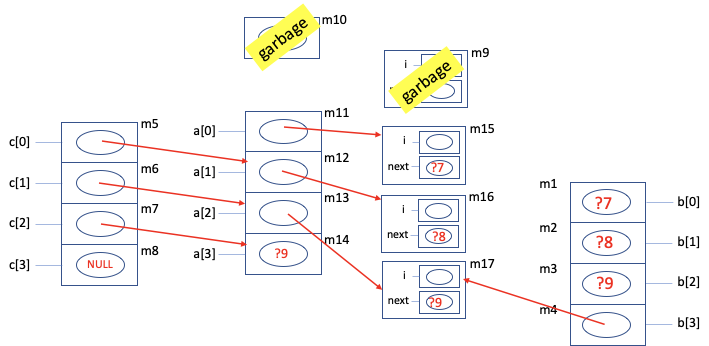 m10
garbage
m9
i
garbage
m5
c[0]
m6
c[1]
m7
c[2]
m8
c[3]
NULL
m11
a[0]
m12
a[1]
m13
a[2]
m14
a[3]
?9
m15
i
next
?7
m16
i
next
?8
m17
i
next
?9
m1
?7
b[0]
m2
?8
b[1]
m3
?9
b[2]
m4
b[3]